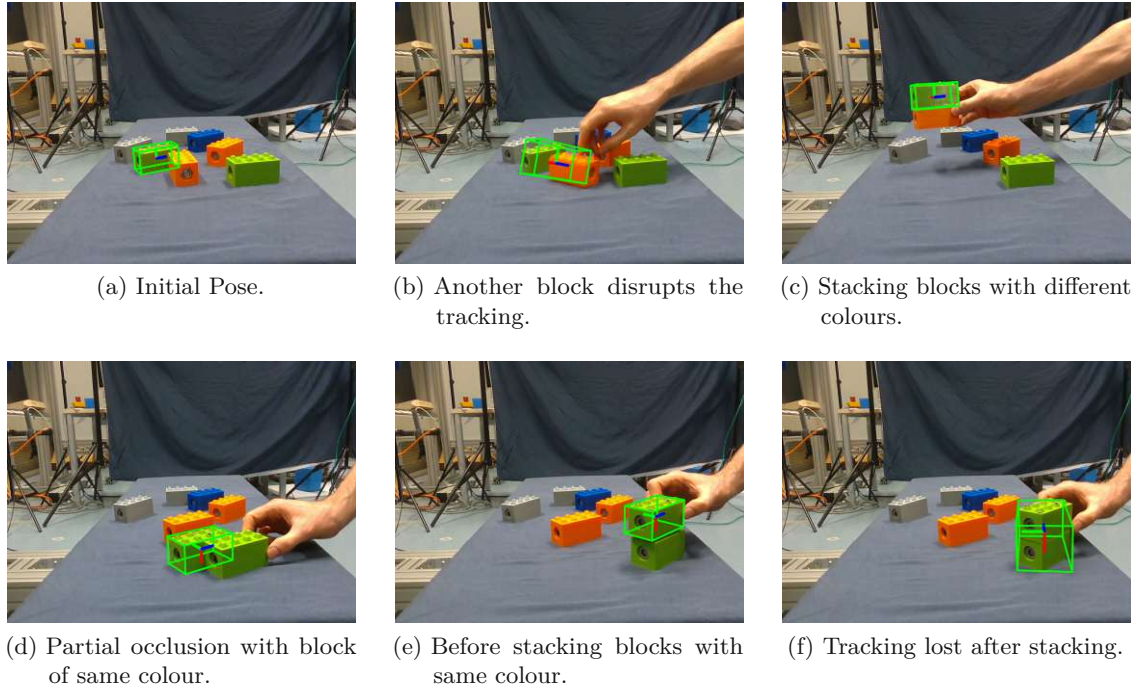 (a) Initial Pose.
(b) Another block disrupts the
tracking.
(c) Stacking blocks with different
colours.
(d) Partial occlusion with block
of same colour.
(e) Before stacking blocks with
same colour.
(f) Tracking lost after stacking.